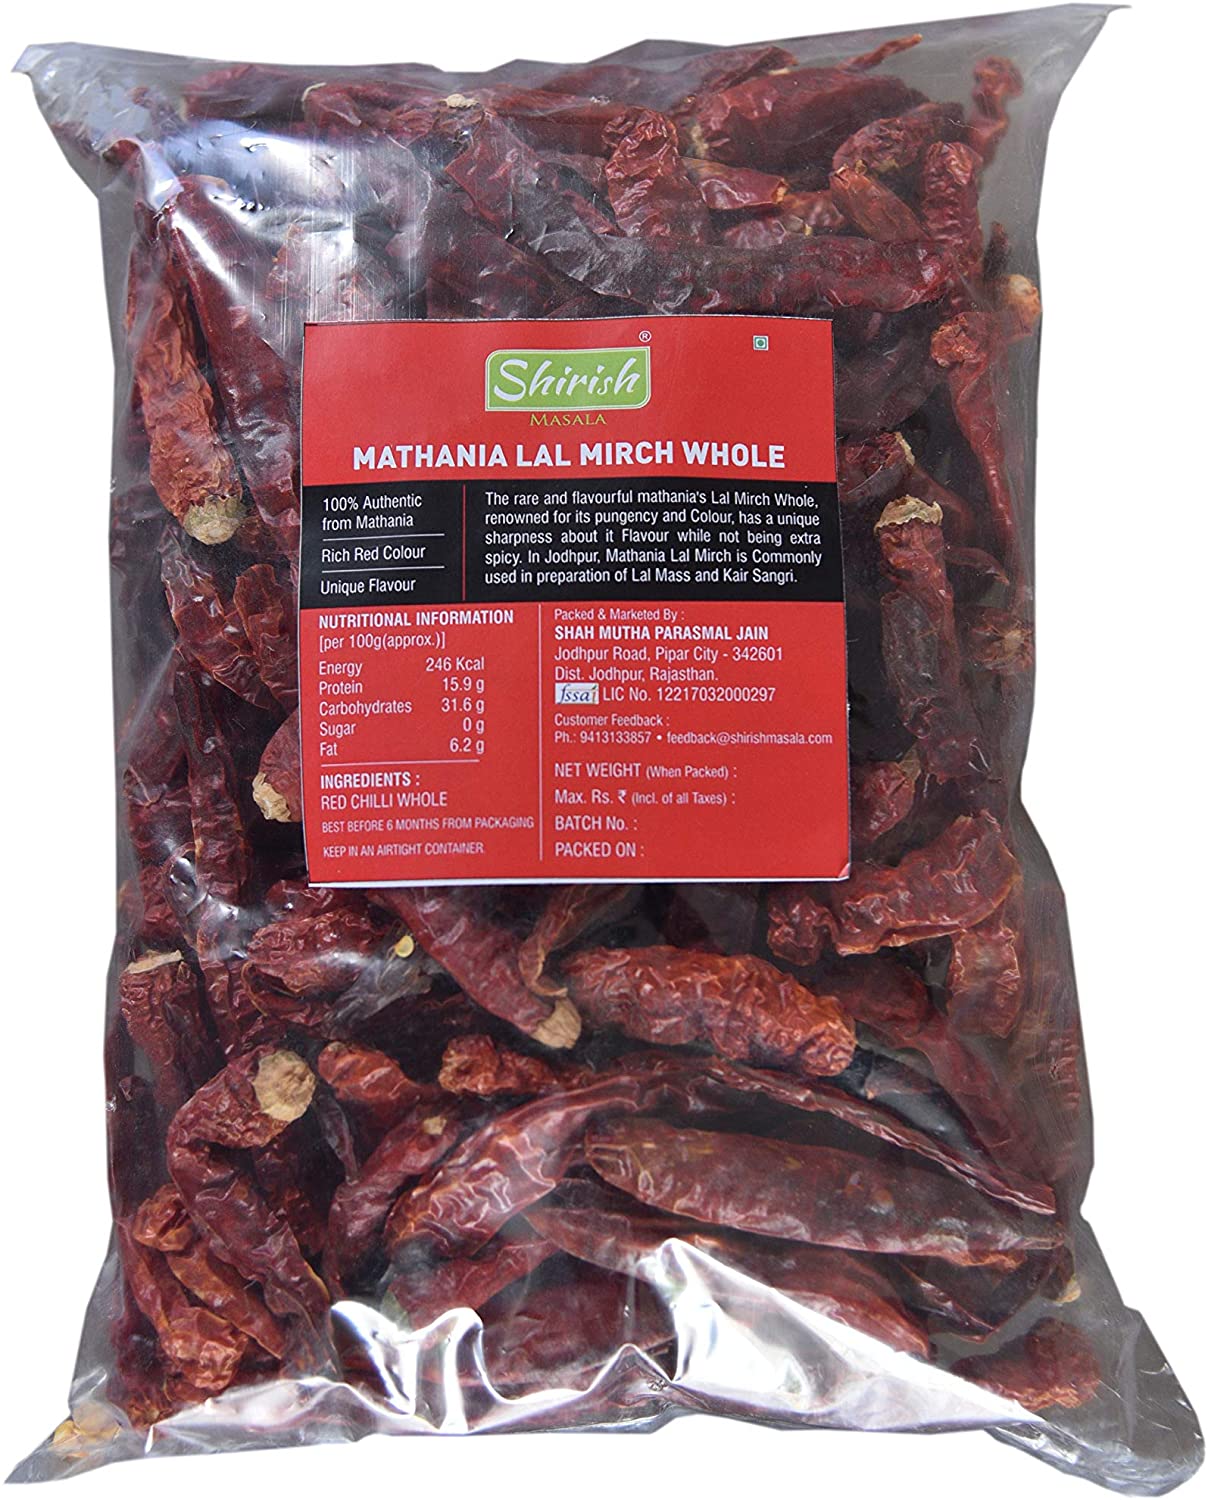 Shirish ®
MASALA
MATHANIA LAL MIRCH WHOLE
100% Authentic
from Mathania
Rich Red Colour
Unique Flavour
The rare and flavourful mathania's Lal Mirch Whole,
renowned for its pungency and Colour, has a unique
sharpness about it Flavour while not being extra
spicy. In Jodhpur, Mathania Lal Mirch is Commonly
used in preparation of Lal Mass and Kair Sangri.
NUTRITIONAL INFORMATION
[per 100g(approx.)]
Energy 246 Kcal
Protein 15.9 g
Carbohydrates 31.6 g
Sugar 0 g
Fat 6.2 g
INGREDIENTS :
RED CHILLI WHOLE
BEST BEFORE 6 MONTHS FROM PACKAGING
KEEP IN AN AIRTIGHT CONTAINER.
Packed & Marketed By :
SHAH MUTHA PARASMAL JAIN
Jodhpur Road, Pipar City - 342601
Dist. Jodhpur, Rajasthan.
fssai LIC No. 12217032000297
Customer Feedback :
Ph.: 9413133857 • feedback@shirishmasala.com
NET WEIGHT (When Packed) :
Max. Rs. ₹ (Incl. of all Taxes) :
BATCH No. :
PACKED ON :